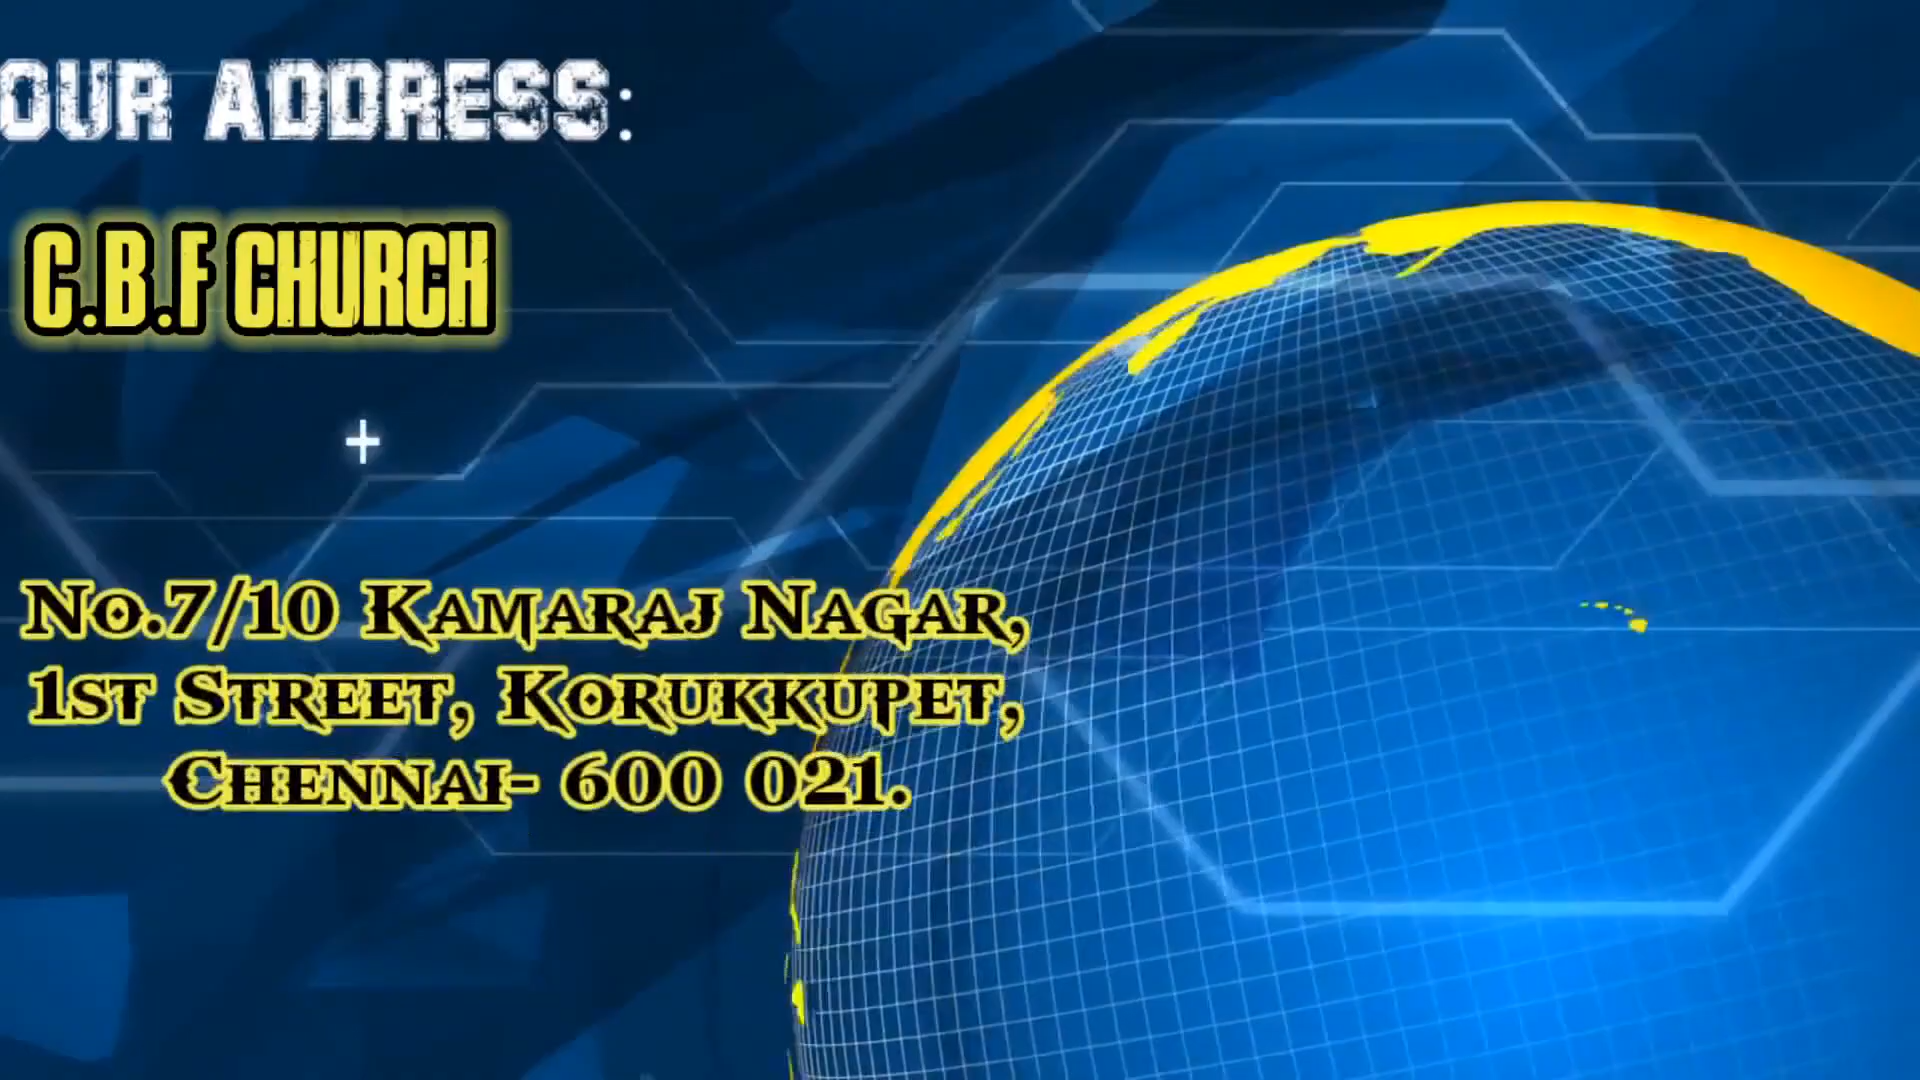 OUR ADDRESS:
C.B.F CHURCH
+
No.7/10 Kamaraj Nagar,
1st Street, Korukkupet,
Chennai- 600 021.